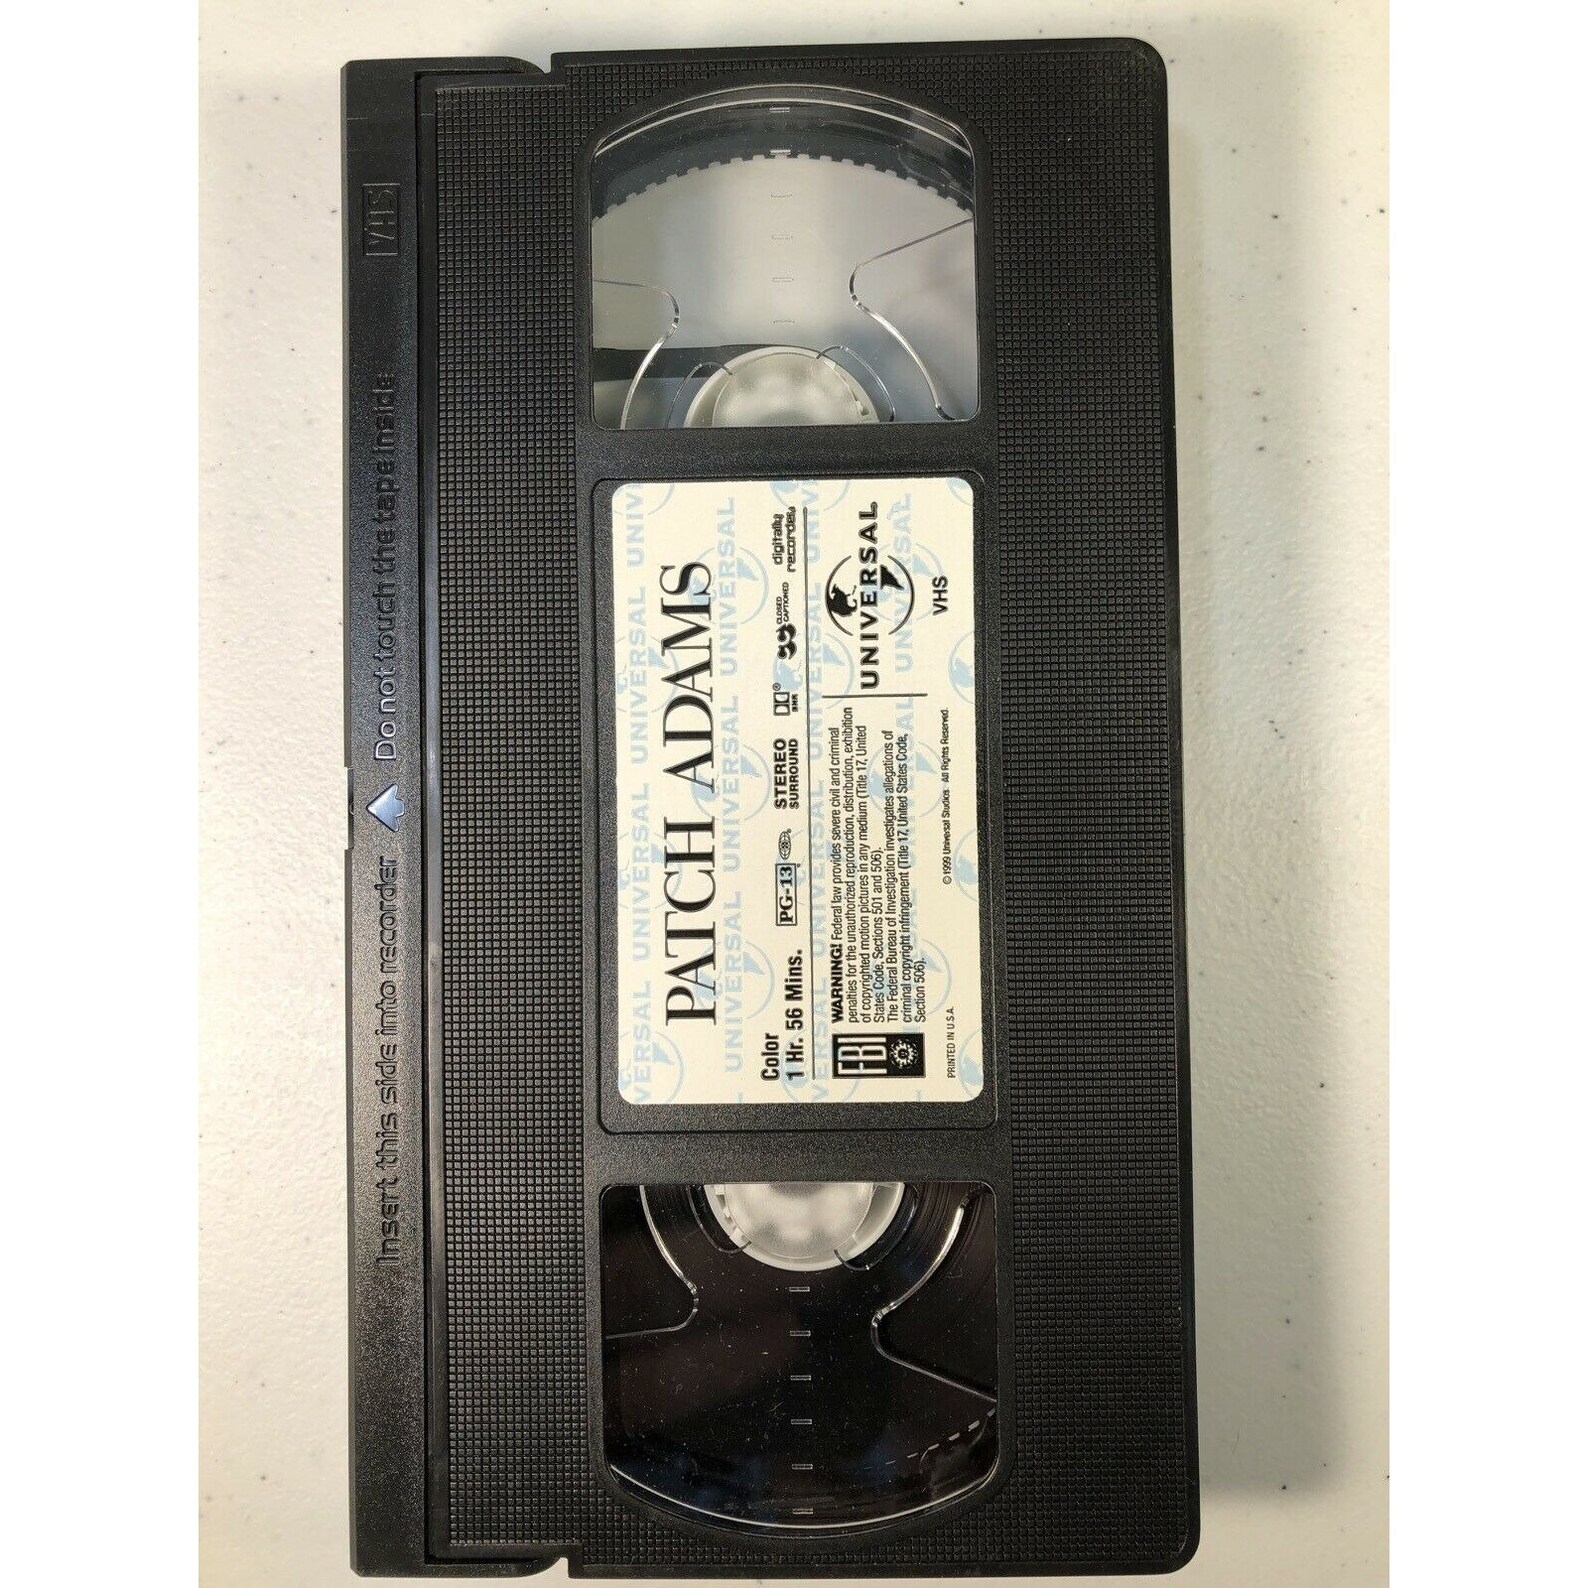 VHS
Insert this side into recorder Do not touch the tape inside
PATCH ADAMS
Color
1 Hr. 56 Mins.
PG-13
STEREO
SURROUND
CLOSED
CAPTIONED
digitally
recorded
FBI
WARNING! Federal law provides severe civil and criminal
penalties for the unauthorized reproduction, distribution, exhibition
of copyrighted motion pictures in any medium (Title 17, United
States Code, Sections 501 and 506).
The Federal Bureau of Investigation investigates allegations of
criminal copyright infringement (Title 17, United States Code,
Section 506).
UNIVERSAL
UNIVERSAL
VHS
PRINTED IN U.S.A.
©1999 Universal Studios. All Rights Reserved.